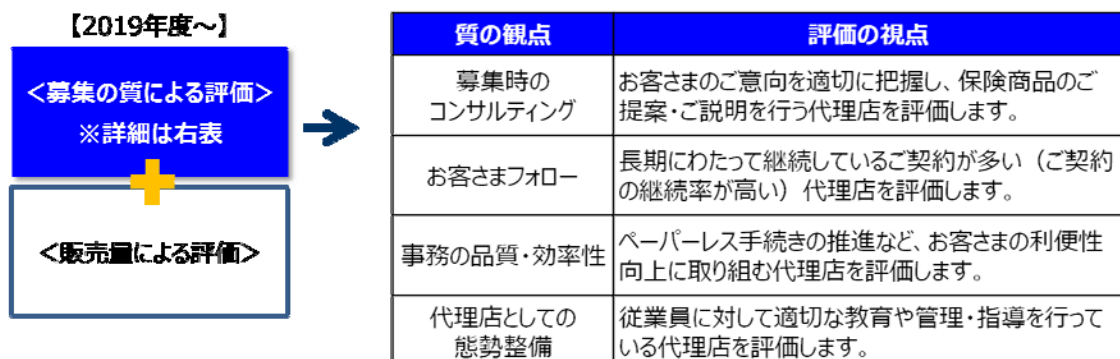 【2019年度～】
＜募集の質による評価＞
※詳細は右表
＜販売量による評価＞
質の観点
評価の視点
募集時の
コンサルティング
お客さまのご意向を適切に把握し、保険商品のご
提案・ご説明を行う代理店を評価します。
お客さまフォロー
長期にわたって継続しているご契約が多い（ご契約
の継続率が高い）代理店を評価します。
事務の品質・効率性
ペーパーレス手続きの推進など、お客さまの利便性
向上に取り組む代理店を評価します。
代理店としての
態勢整備
従業員に対して適切な教育や管理・指導を行って
いる代理店を評価します。